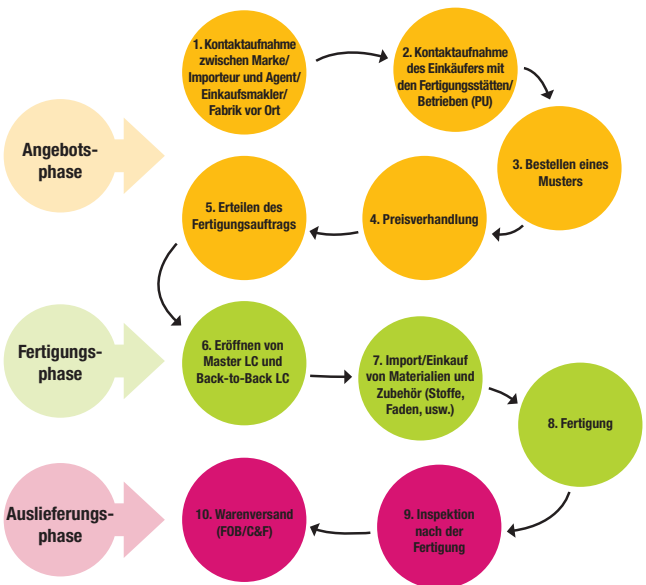 Angebots-
phase
1. Kontaktaufnahme
zwischen Marke/
Importeur und Agent/
Einkaufsmakler/
Fabrik vor Ort
2. Kontaktaufnahme
des Einkäufers mit
den Fertigungsstätten/
Betrieben (PU)
3. Bestellen eines
Musters
4. Preisverhandlung
5. Erteilen des
Fertigungsauftrags
Fertigungs-
phase
6. Eröffnen von
Master LC und
Back-to-Back LC
7. Import/Einkauf
von Materialien und
Zubehör (Stoffe,
Faden, usw.)
8. Fertigung
Auslieferungs-
phase
9. Inspektion
nach der
Fertigung
10. Warenversand
(FOB/C&F)